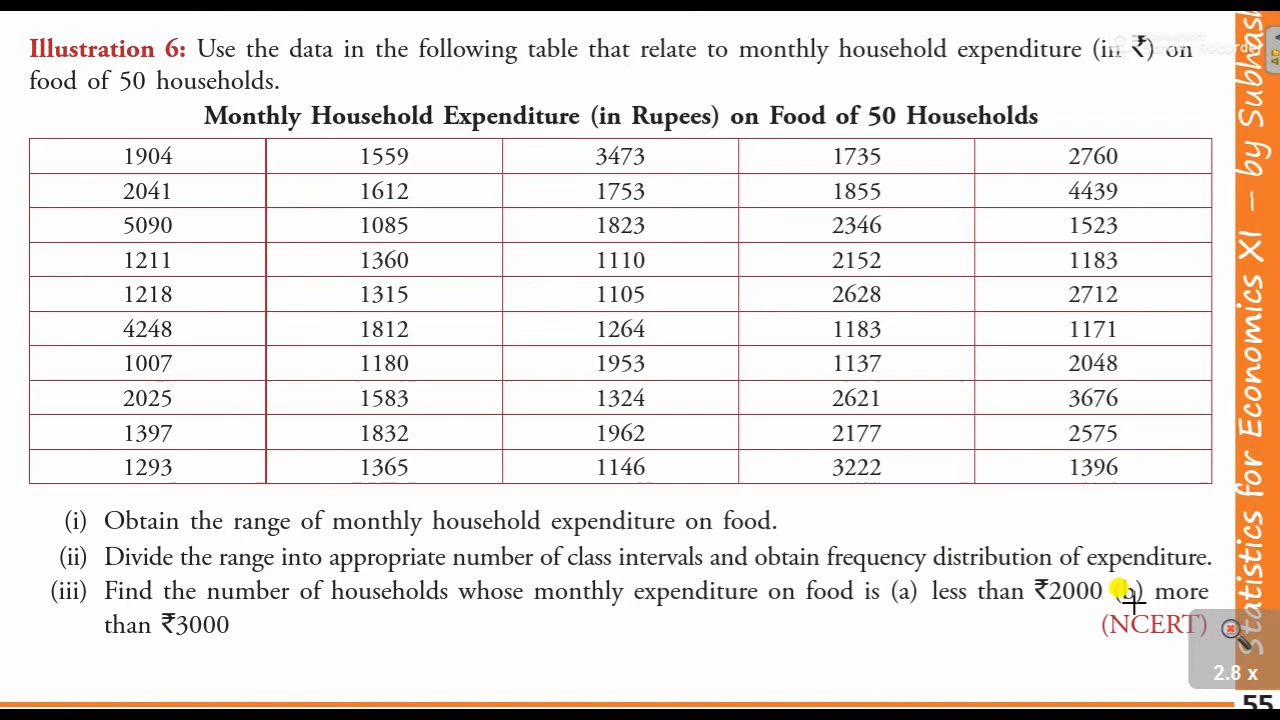 Illustration 6: Use the data in the following table that relate to monthly household expenditure (in ₹) on
food of 50 households.
Monthly Household Expenditure (in Rupees) on Food of 50 Households
1904 1559 3473 1735 2760
2041 1612 1753 1855 4439
5090 1085 1823 2346 1523
1211 1360 1110 2152 1183
1218 1315 1105 2628 2712
4248 1812 1264 1183 1171
1007 1180 1953 1137 2048
2025 1583 1324 2621 3676
1397 1832 1962 2177 2575
1293 1365 1146 3222 1396
(i) Obtain the range of monthly household expenditure on food.
(ii) Divide the range into appropriate number of class intervals and obtain frequency distribution of expenditure.
(iii) Find the number of households whose monthly expenditure on food is (a) less than ₹2000 (b) more
than ₹3000
(NCERT)
Statistics for Economics XI – by Subhash
2.8 x
55